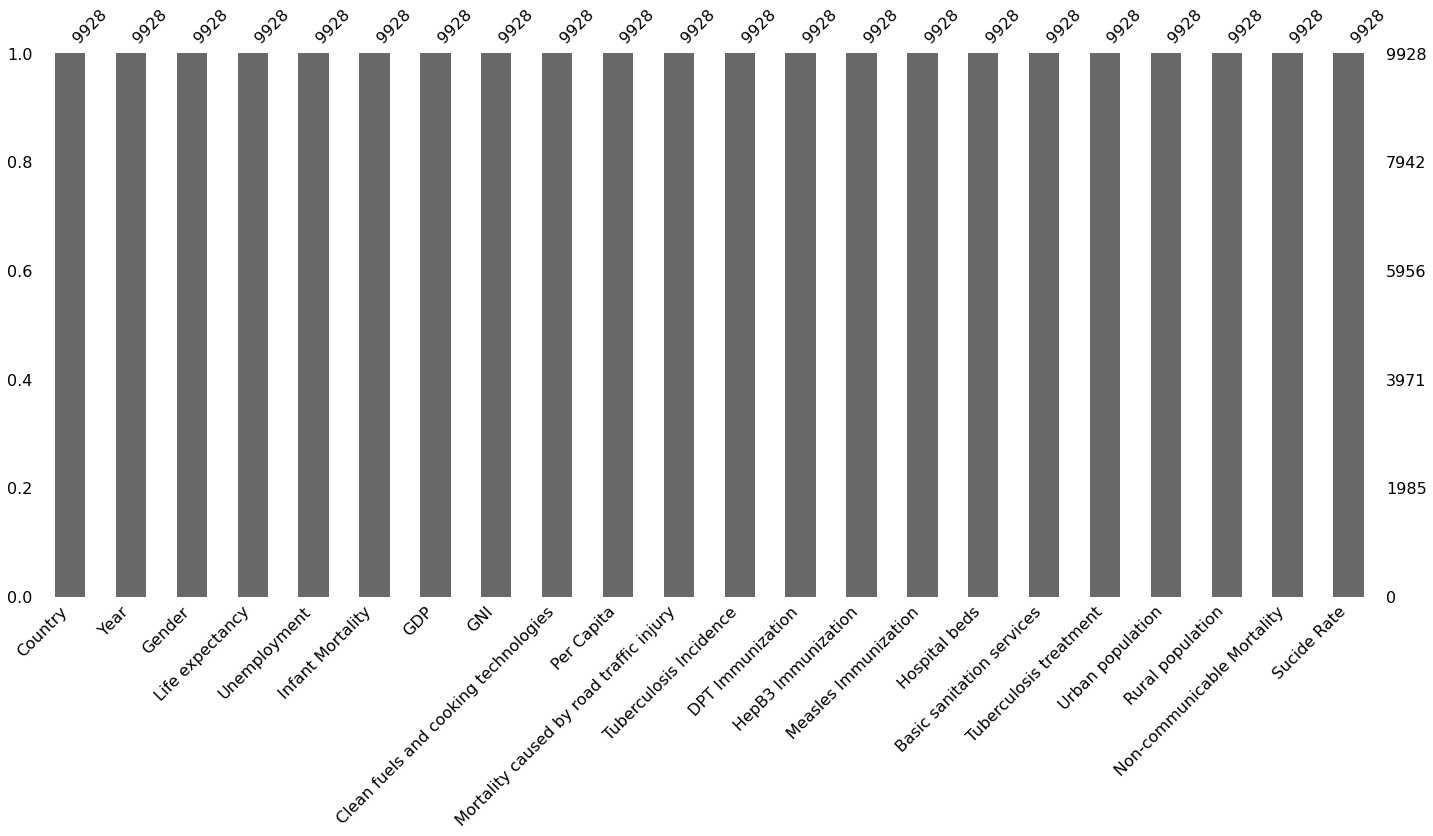 9928 9928 9928 9928 9928 9928 9928 9928 9928 9928 9928 9928 9928 9928 9928 9928 9928 9928 9928 9928 9928 9928
1.0 9928
0.8 7942
0.6 5956
0.4 3971
0.2 1985
0.0 0
Country
Year
Gender
Life expectancy
Unemployment
Infant Mortality
GDP
GNI
Clean fuels and cooking technologies
Per Capita
Mortality caused by road traffic injury
Tuberculosis Incidence
DPT Immunization
HepB3 Immunization
Measles Immunization
Hospital beds
Basic sanitation services
Tuberculosis treatment
Urban population
Rural population
Non-communicable Mortality
Sucide Rate